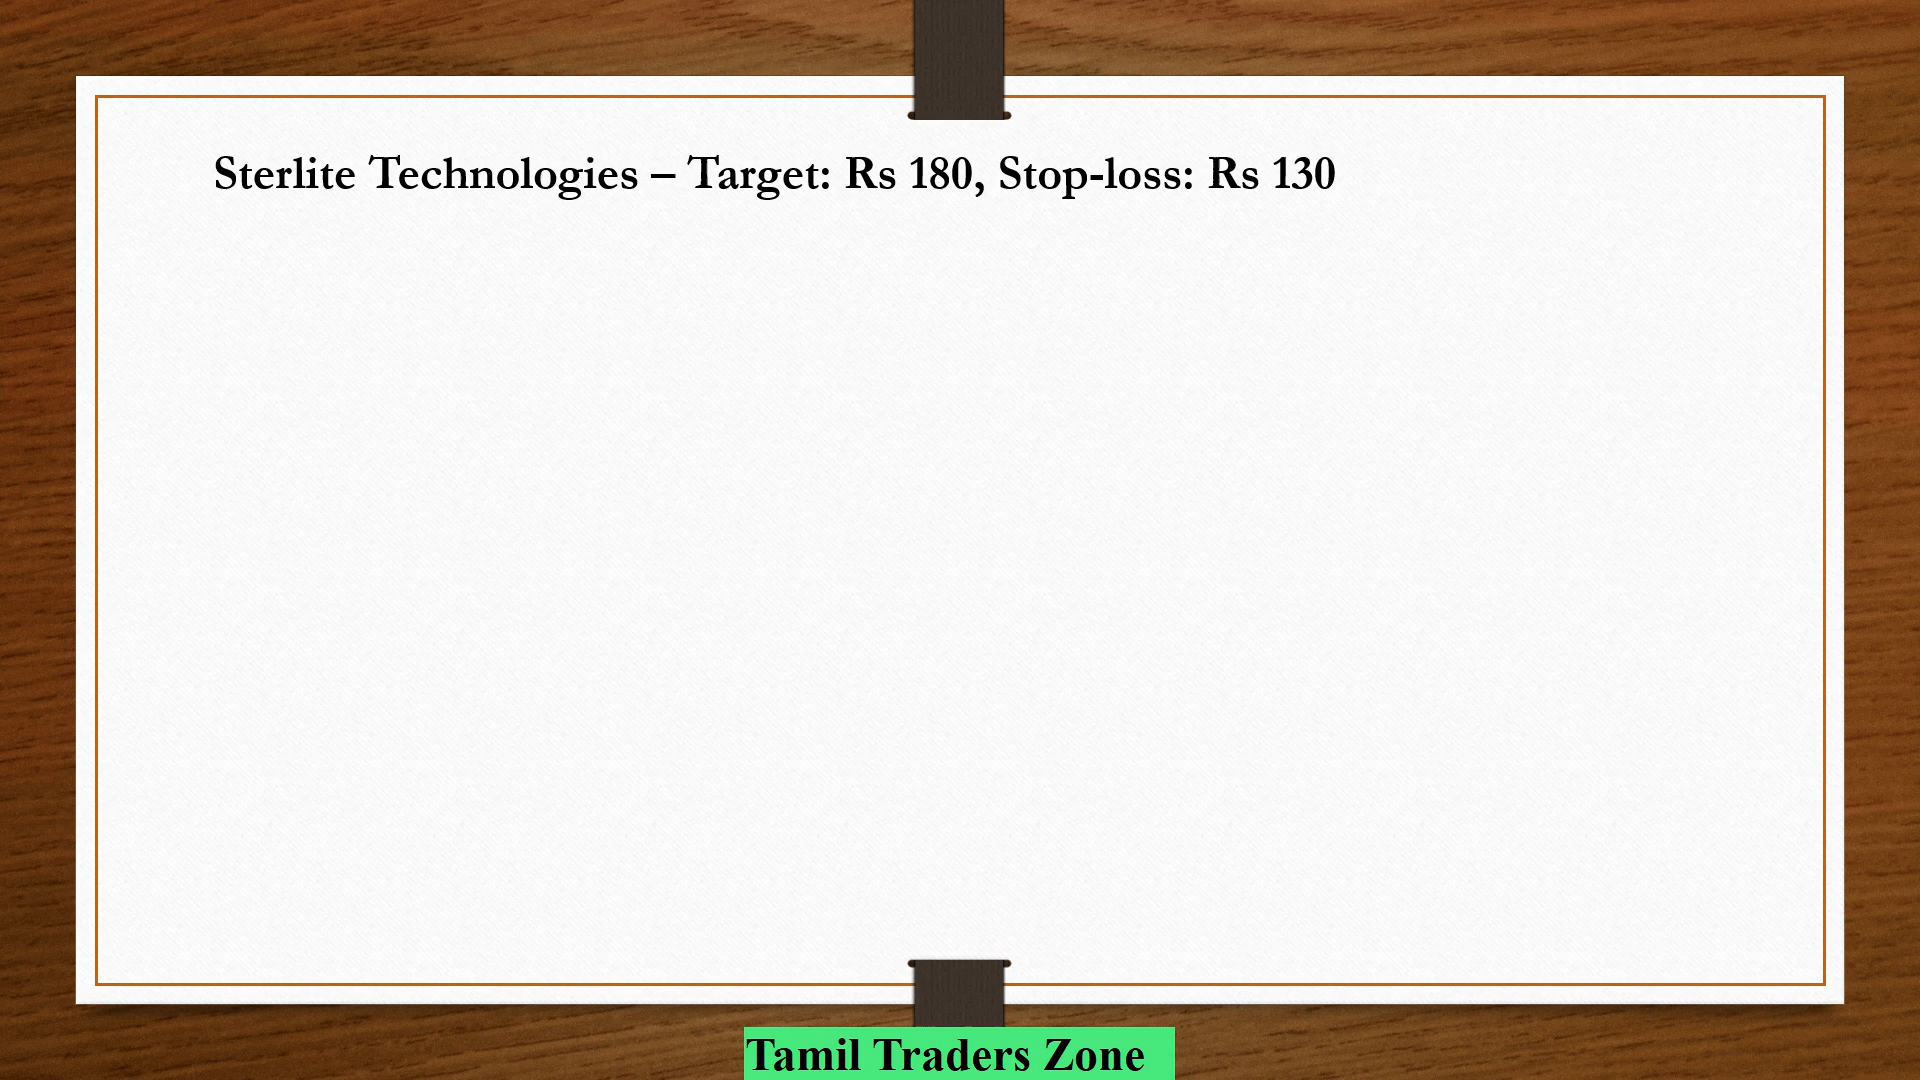 Sterlite Technologies – Target: Rs 180, Stop-loss: Rs 130
Tamil Traders Zone